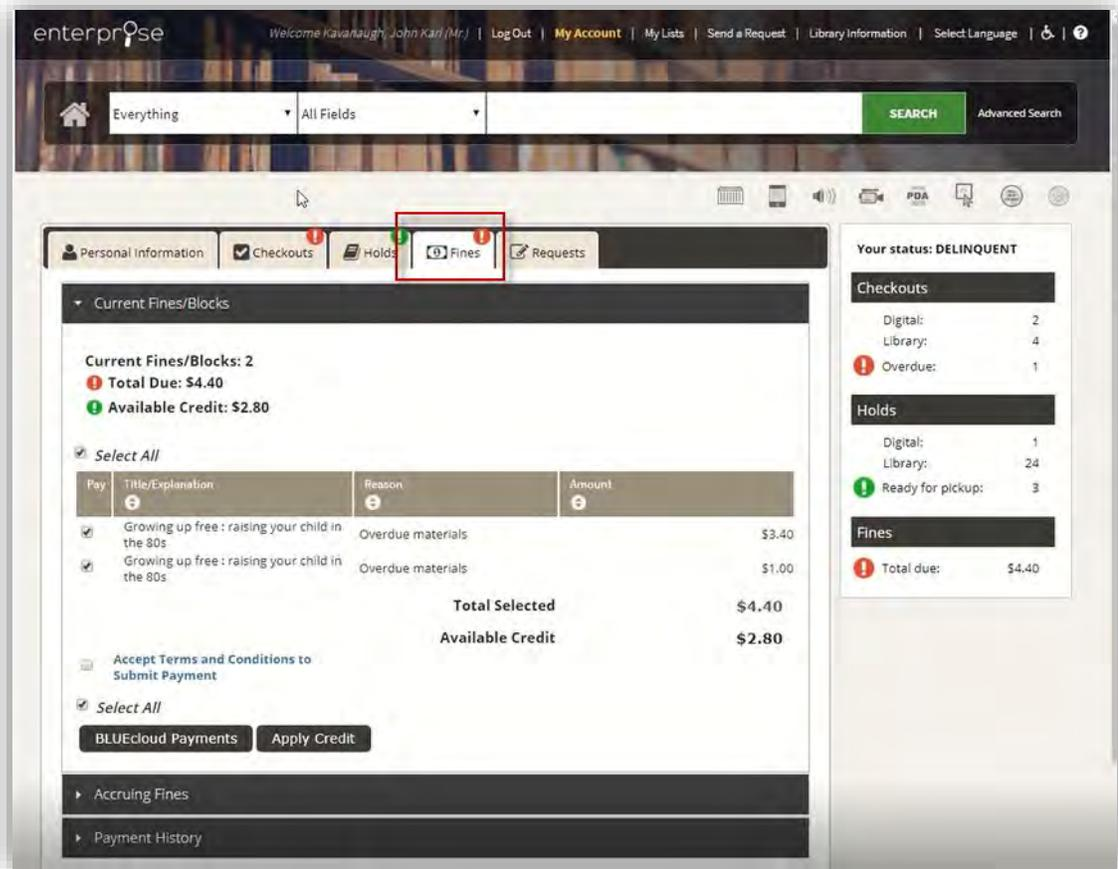 enterprise
Welcome Kavanaugh, John Karl (Mr.) | Log Out | My Account | My Lists | Send a Request | Library Information | Select Language | | ?
Everything All Fields SEARCH Advanced Search
PDA
Personal Information Checkouts Holds Fines Requests
Current Fines/Blocks
Current Fines/Blocks: 2
Total Due: $4.40
Available Credit: $2.80
Select All
Pay Title/Explanation Reason Amount
Growing up free : raising your child in
the 80s
Overdue materials $3.40
Growing up free : raising your child in
the 80s
Overdue materials $1.00
Total Selected $4.40
Available Credit $2.80
Accept Terms and Conditions to
Submit Payment
Select All
BLUEcloud Payments Apply Credit
Accruing Fines
Payment History
Your status: DELINQUENT
Checkouts
Digital: 2
Library: 4
Overdue: 1
Holds
Digital: 1
Library: 24
Ready for pickup: 3
Fines
Total due: $4.40